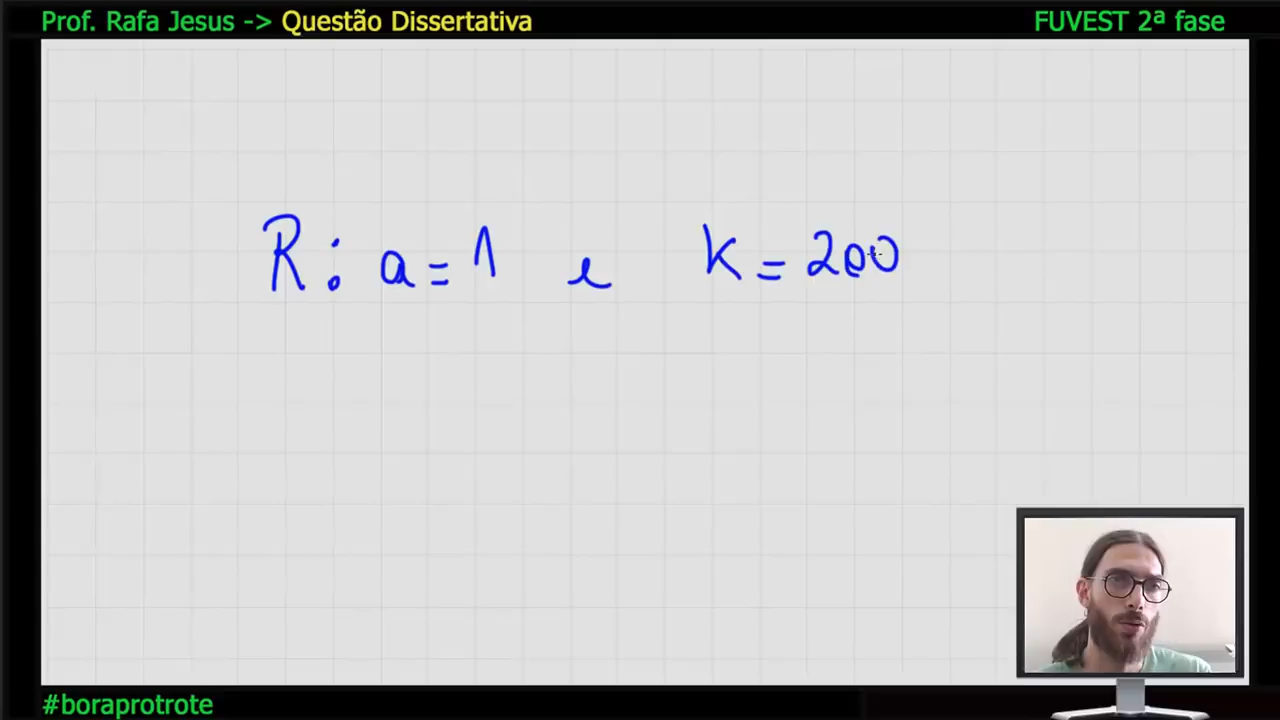 Prof. Rafa Jesus -> Questão Dissertativa
FUVEST 2ª fase
R: a = 1 e K = 200
#boraprotrote